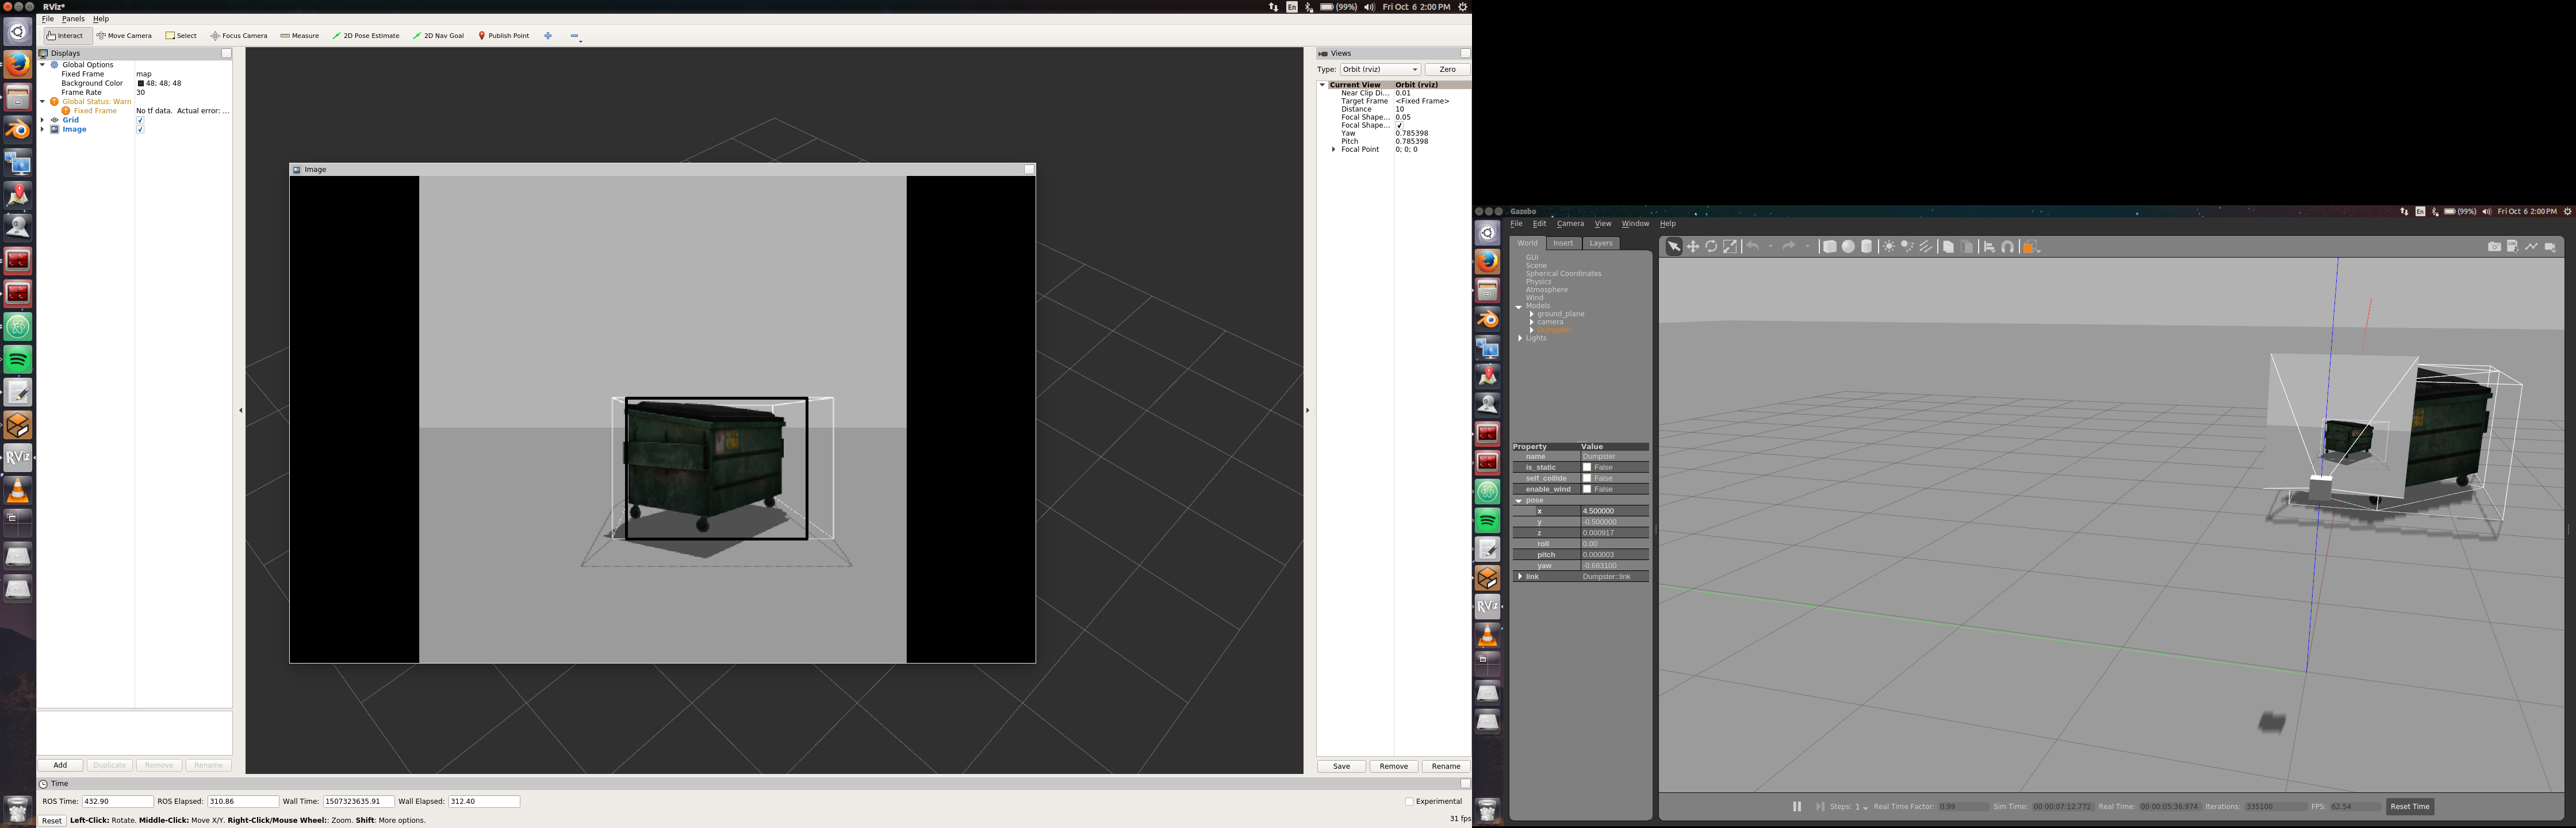 RViz*
En (99%) Fri Oct 6 2:00 PM
File Panels Help
Interact Move Camera Select Focus Camera Measure 2D Pose Estimate 2D Nav Goal Publish Point
Displays
Global Options
Fixed Frame map
Background Color 48; 48; 48
Frame Rate 30
Global Status: Warn
Fixed Frame No tf data. Actual error: ...
Grid
Image
Add Duplicate Remove Rename
Image
Views
Type: Orbit (rviz) Zero
Current View Orbit (rviz)
Near Clip Di... 0.01
Target Frame <Fixed Frame>
Distance 10
Focal Shape... 0.05
Focal Shape...
Yaw 0.785398
Pitch 0.785398
Focal Point 0; 0; 0
Save Remove Rename
Time
ROS Time: 432.90 ROS Elapsed: 310.86 Wall Time: 1507323635.91 Wall Elapsed: 312.40 Experimental
Reset Left-Click: Rotate. Middle-Click: Move X/Y. Right-Click/Mouse Wheel:: Zoom. Shift: More options. 31 fps
RViz
Gazebo
En (99%) Fri Oct 6 2:00 PM
File Edit Camera View Window Help
World Insert Layers
GUI
Scene
Spherical Coordinates
Physics
Atmosphere
Wind
Models
ground_plane
camera
Dumpster
Lights
Property Value
name Dumpster
is_static False
self_collide False
enable_wind False
pose
x 4.500000
y -0.500000
z 0.000917
roll 0.00
pitch 0.000003
yaw -0.683100
link Dumpster::link
RViz
Steps: 1 Real Time Factor: 0.99 Sim Time: 00 00:07:12.772 Real Time: 00 00:05:36.974 Iterations: 335100 FPS: 62.54 Reset Time